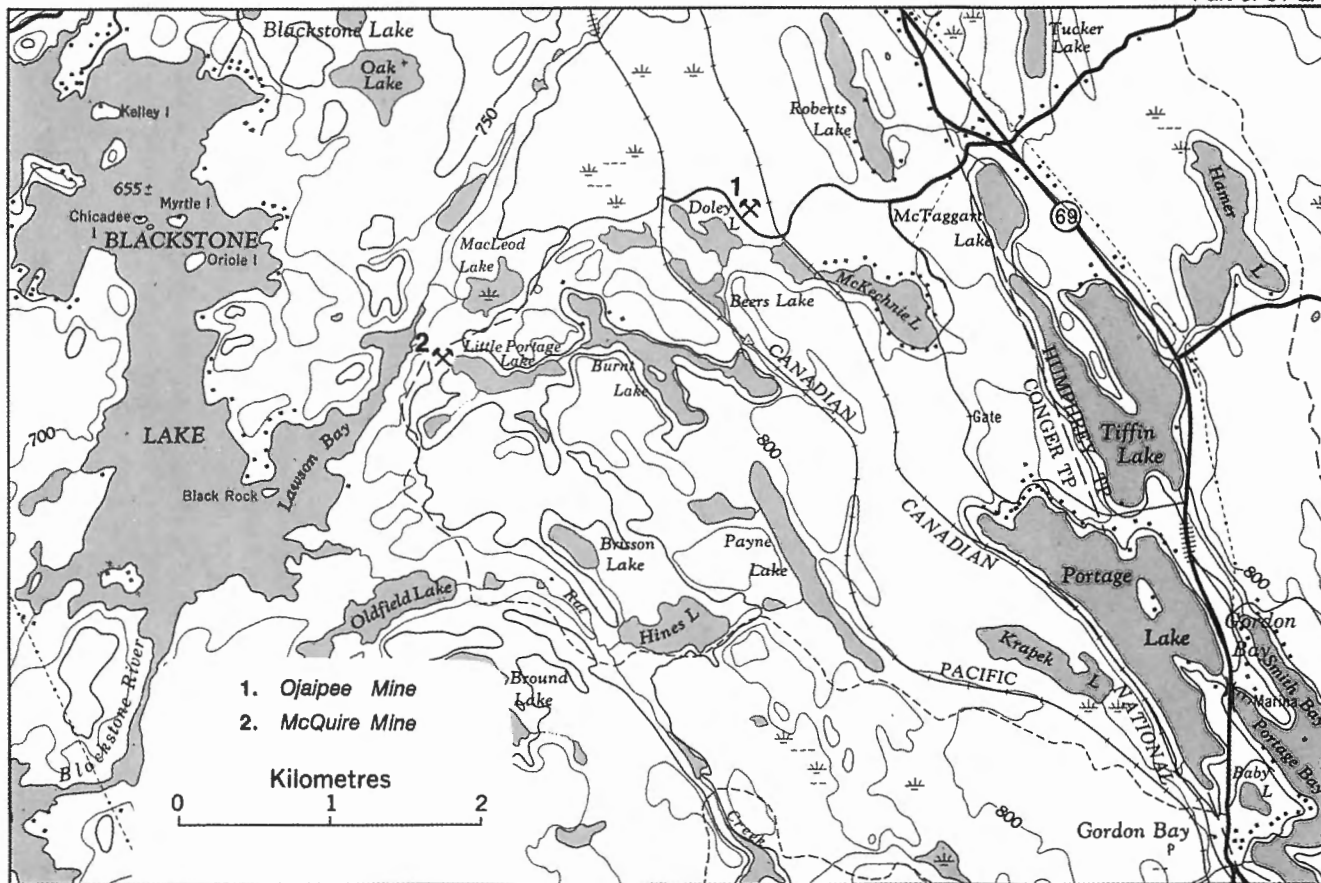 Blackstone Lake
Oak
Lake
Tucker
Lake
Kelley I
750
Roberts
Lake
655±
Chicadee
I
Myrtle I
BLACKSTONE
Oriole I
MacLeod
Lake
1
Doley
L
McTaggart
Lake
69
Hamer
L
Beers Lake
McKechnie L
2
Little Portage
Lake
Burnt
Lake
CANADIAN
HUMPHREY TP
CONGER TP
Gate
Tiffin
Lake
700
LAKE
Lawson Bay
Black Rock
800
CANADIAN
Brisson
Lake
Payne
Lake
Portage
Lake
800
Gordon
Bay
Smith Bay
Oldfield Lake
Rat
Hines L
Krapek
L
PACIFIC
NATIONAL
Marina
Portage Bay
Blackstone River
Bround
Lake
1. Ojaipee Mine
2. McQuire Mine
Kilometres
0 1 2
Creek
800
Baby
L
Gordon Bay
P